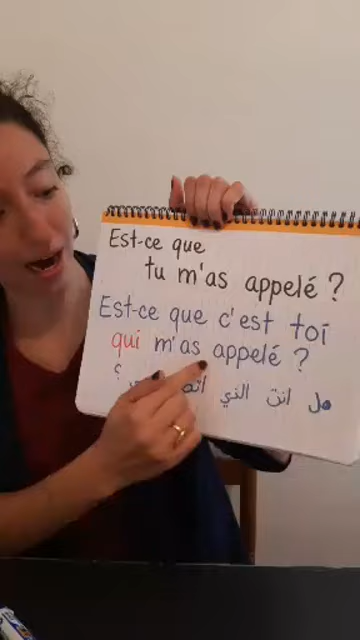 Est-ce que
tu m'as appelé ?
Est-ce que c'est toi
qui m'as appelé ?
هل انت الذي ؟